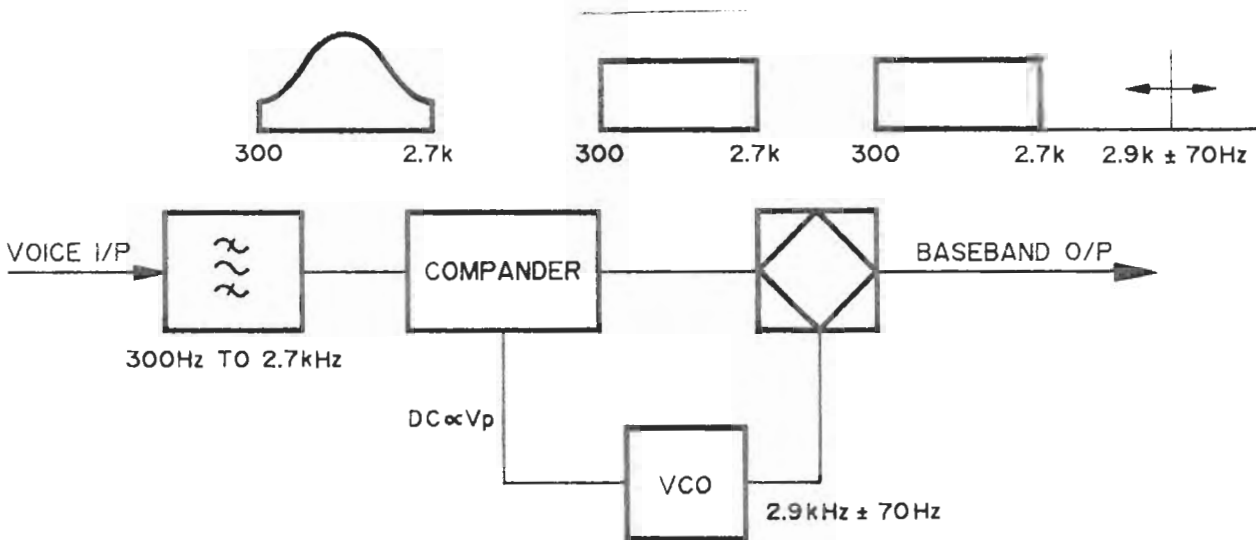 300 2.7k 300 2.7k 300 2.7k 2.9k ± 70Hz
VOICE I/P
COMPANDER
BASEBAND O/P
300Hz TO 2.7kHz
DC∝Vp
VCO
2.9kHz ± 70Hz